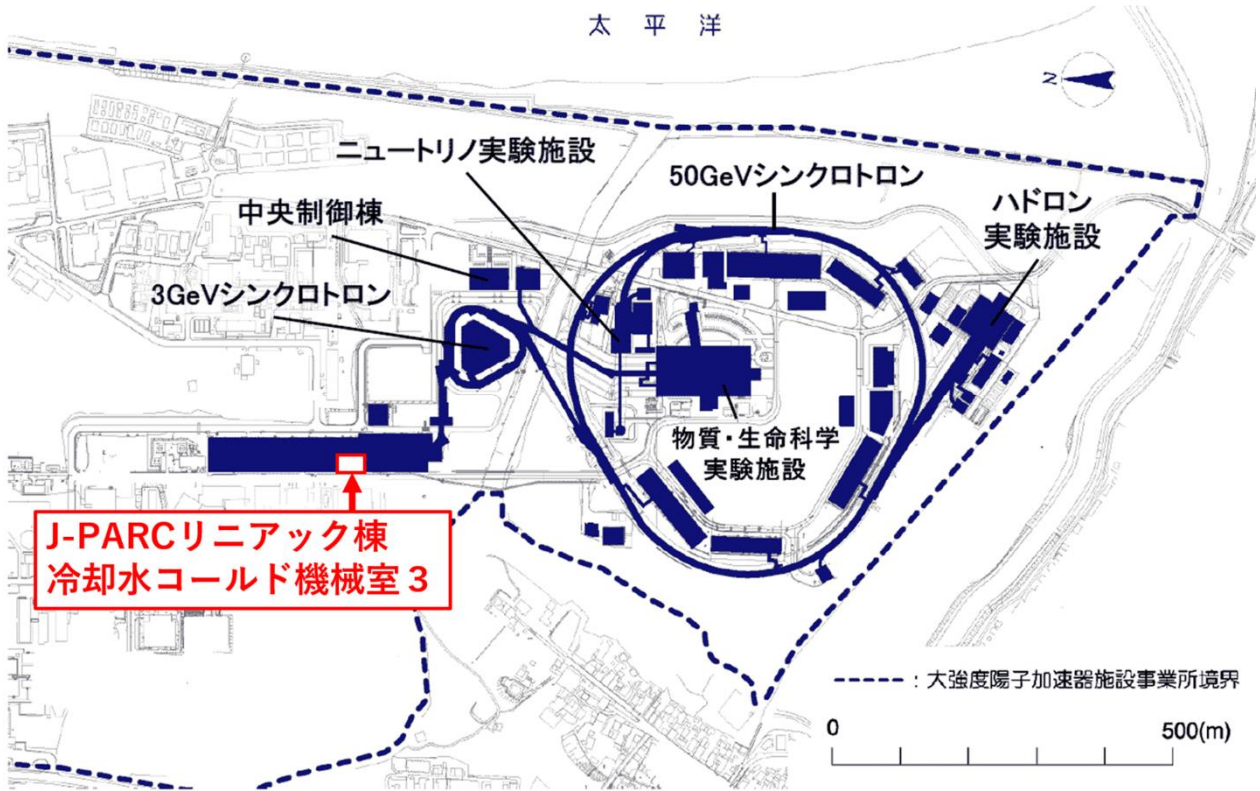 太 平 洋
N
ニュートリノ実験施設
50GeVシンクロトロン
ハドロン
実験施設
中央制御棟
3GeVシンクロトロン
物質・生命科学
実験施設
J-PARCリニアック棟
冷却水コールド機械室3
:大強度陽子加速器施設事業所境界
0
500(m)